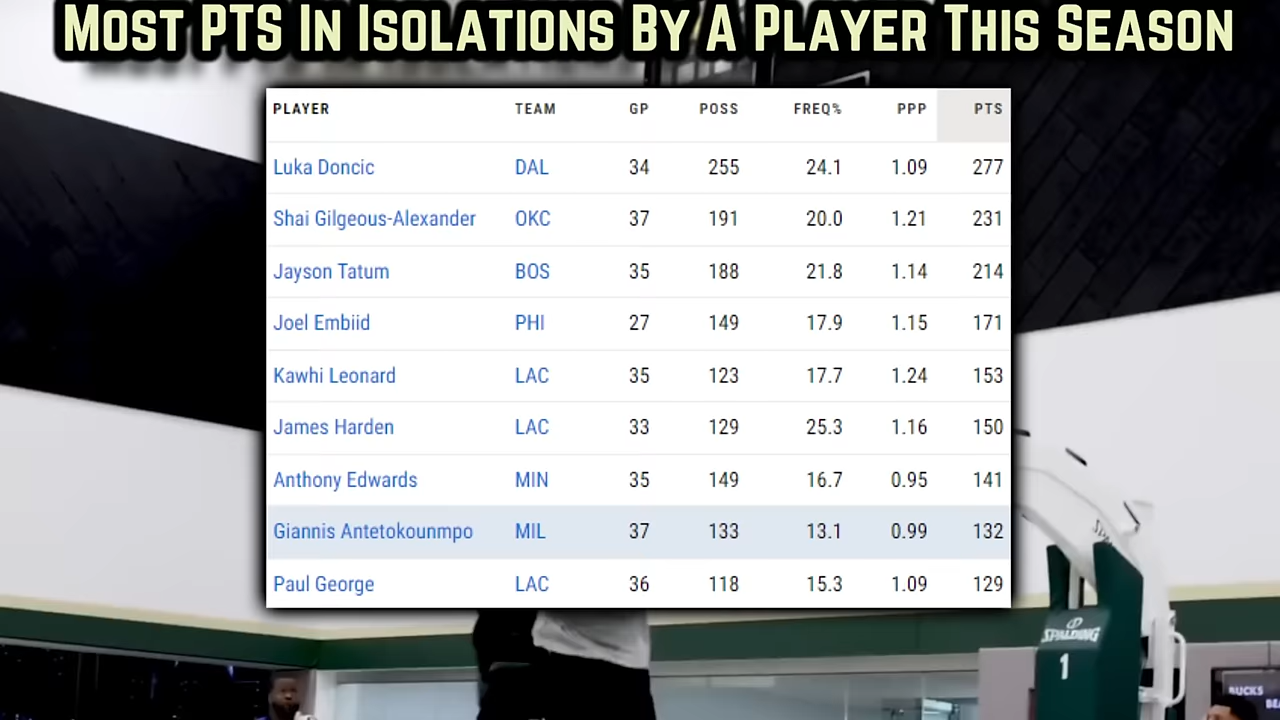 Most PTS In Isolations By A Player This Season
PLAYER TEAM GP POSS FREQ% PPP PTS
Luka Doncic DAL 34 255 24.1 1.09 277
Shai Gilgeous-Alexander OKC 37 191 20.0 1.21 231
Jayson Tatum BOS 35 188 21.8 1.14 214
Joel Embiid PHI 27 149 17.9 1.15 171
Kawhi Leonard LAC 35 123 17.7 1.24 153
James Harden LAC 33 129 25.3 1.16 150
Anthony Edwards MIN 35 149 16.7 0.95 141
Giannis Antetokounmpo MIL 37 133 13.1 0.99 132
Paul George LAC 36 118 15.3 1.09 129
SPALDING
1
BUCKS